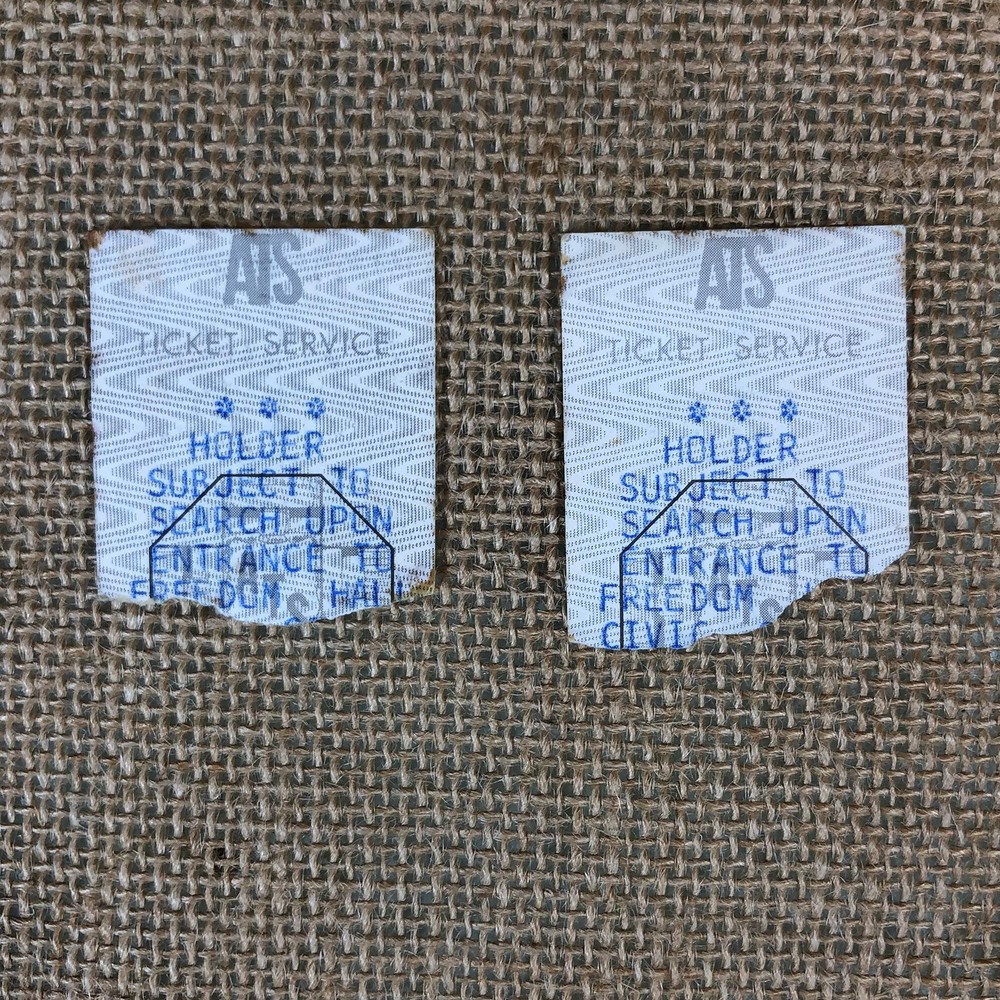 ATS
TICKET SERVICE
* * *
HOLDER
SUBJECT TO
SEARCH UPON
ENTRANCE TO
FREEDOM HALL
ATS
TICKET SERVICE
* * *
HOLDER
SUBJECT TO
SEARCH UPON
ENTRANCE TO
FREEDOM
CIVIC